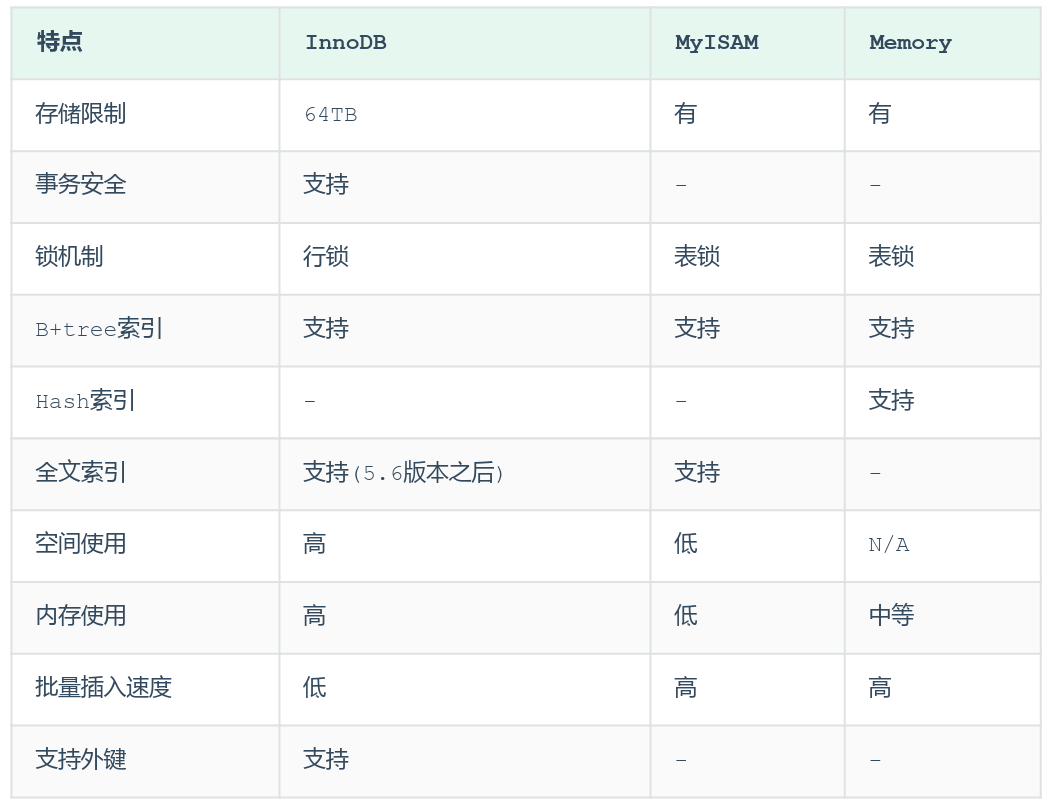 特点 InnoDB MyISAM Memory
存储限制 64TB 有 有
事务安全 支持 - -
锁机制 行锁 表锁 表锁
B+tree索引 支持 支持 支持
Hash索引 - - 支持
全文索引 支持(5.6版本之后) 支持 -
空间使用 高 低 N/A
内存使用 高 低 中等
批量插入速度 低 高 高
支持外键 支持 - -